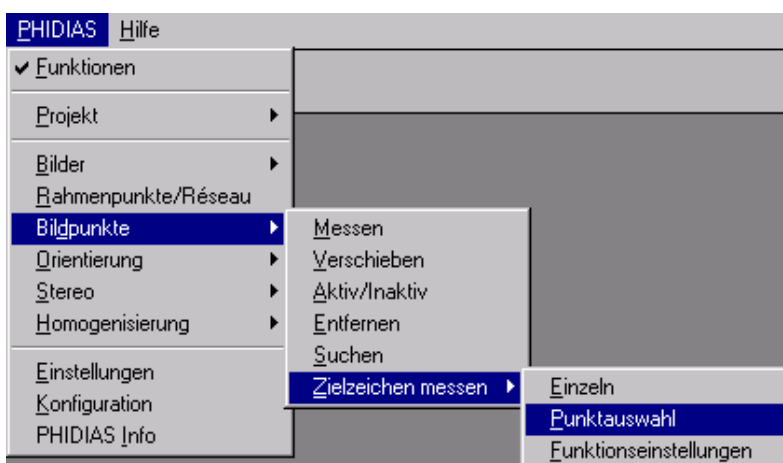 PHIDIAS Hilfe
Funktionen
Projekt
Bilder
Rahmenpunkte/Réseau
Bildpunkte
Orientierung
Stereo
Homogenisierung
Einstellungen
Konfiguration
PHIDIAS Info
Messen
Verschieben
Aktiv/Inaktiv
Entfernen
Suchen
Zielzeichen messen
Einzeln
Punktauswahl
Funktionseinstellungen